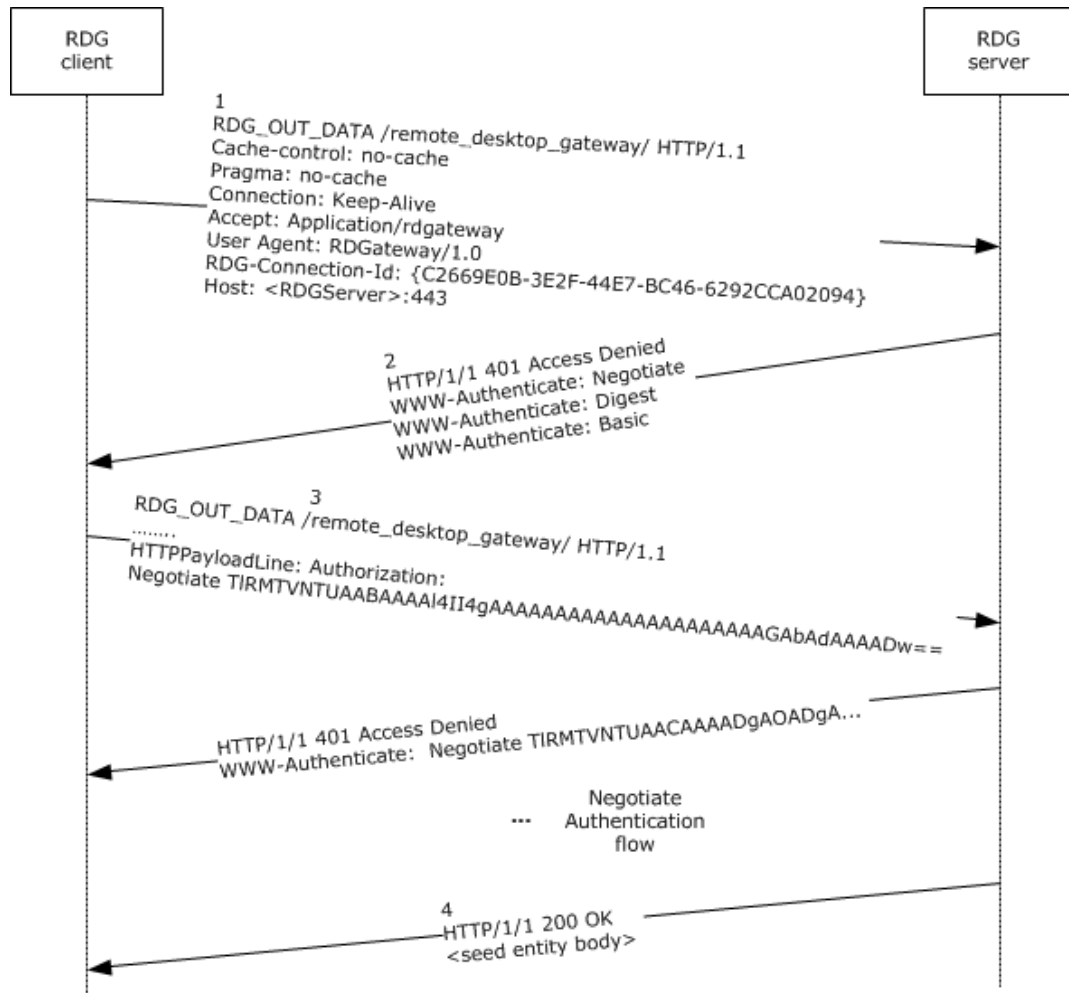 RDG
client
RDG
server
1
RDG_OUT_DATA /remote_desktop_gateway/ HTTP/1.1
Cache-control: no-cache
Pragma: no-cache
Connection: Keep-Alive
Accept: Application/rdgateway
User Agent: RDGateway/1.0
RDG-Connection-Id: {C2669E0B-3E2F-44E7-BC46-6292CCA02094}
Host: <RDGServer>:443
2
HTTP/1/1 401 Access Denied
WWW-Authenticate: Negotiate
WWW-Authenticate: Digest
WWW-Authenticate: Basic
3
RDG_OUT_DATA /remote_desktop_gateway/ HTTP/1.1
........
HTTPPayloadLine: Authorization:
Negotiate TlRMTVNTUAABAAAAl4II4gAAAAAAAAAAAAAAAAAAAAAGAbAdAAAADw==
HTTP/1/1 401 Access Denied
WWW-Authenticate: Negotiate TlRMTVNTUAACAAAADgAOADgA...
... Negotiate
Authentication
flow
4
HTTP/1/1 200 OK
<seed entity body>